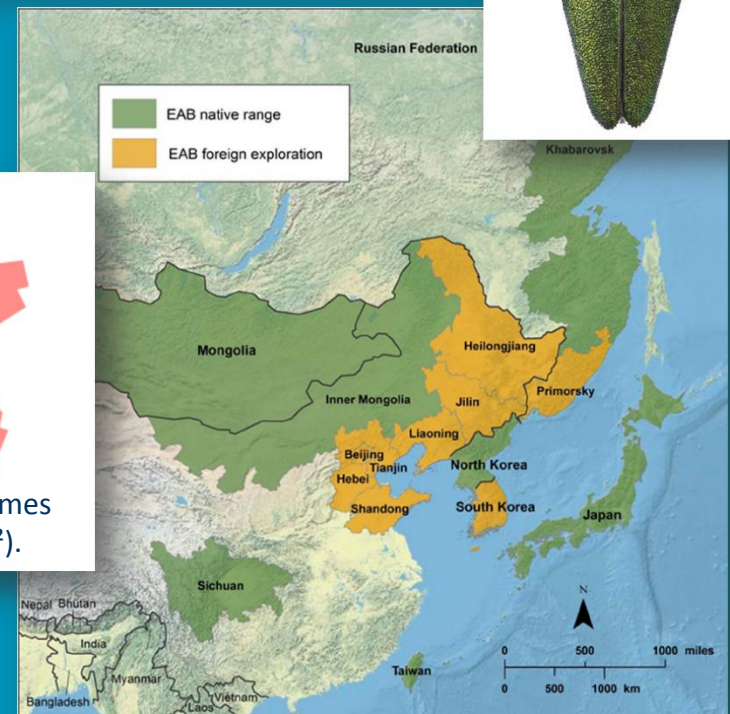 Russian Federation
EAB native range
EAB foreign exploration
Khabarovsk
Mongolia
Heilongjiang
Inner Mongolia
Jilin
Primorsky
Liaoning
Beijing
Tianjin
North Korea
Hebei
Shandong
South Korea
Japan
Sichuan
Nepal Bhutan
India
Myanmar
Bangladesh
Laos
Vietnam
Taiwan
N
0 500 1000 miles
0 500 1000 km
mes
²).